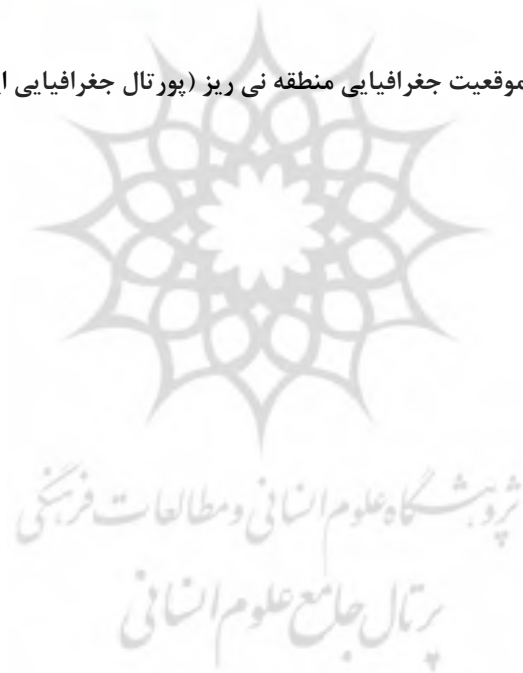 موقعیت جغرافیایی منطقه نی ریز (پورتال جغرافیایی
پژوهشگاه علوم انسانی و مطالعات فرهنگی
پرتال جامع علوم انسانی